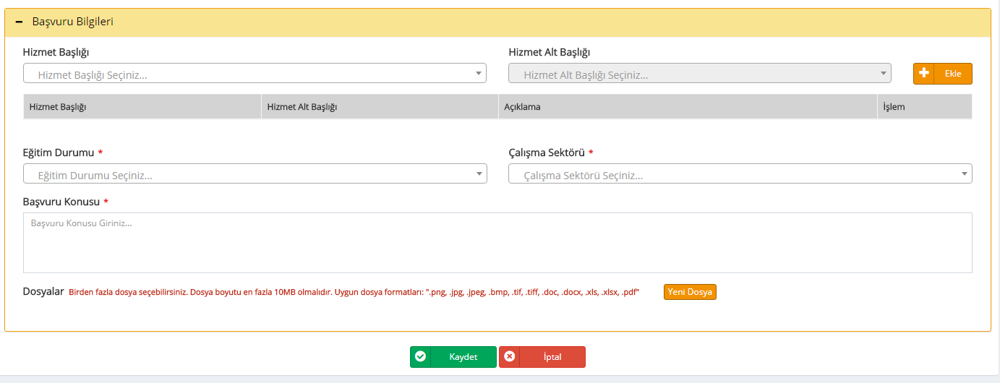 Başvuru Bilgileri
Hizmet Başlığı Hizmet Alt Başlığı
Hizmet Başlığı Seçiniz... Hizmet Alt Başlığı Seçiniz... Ekle
Hizmet Başlığı Hizmet Alt Başlığı Açıklama İşlem
Eğitim Durumu * Çalışma Sektörü *
Eğitim Durumu Seçiniz... Çalışma Sektörü Seçiniz...
Başvuru Konusu *
Başvuru Konusu Giriniz...
Dosyalar Birden fazla dosya seçebilirsiniz. Dosya boyutu en fazla 10MB olmalıdır. Uygun dosya formatları: ".png, .jpg, .jpeg, .bmp, .tif, .tiff, .doc, .docx, .xls, .xlsx, .pdf" Yeni Dosya
Kaydet İptal